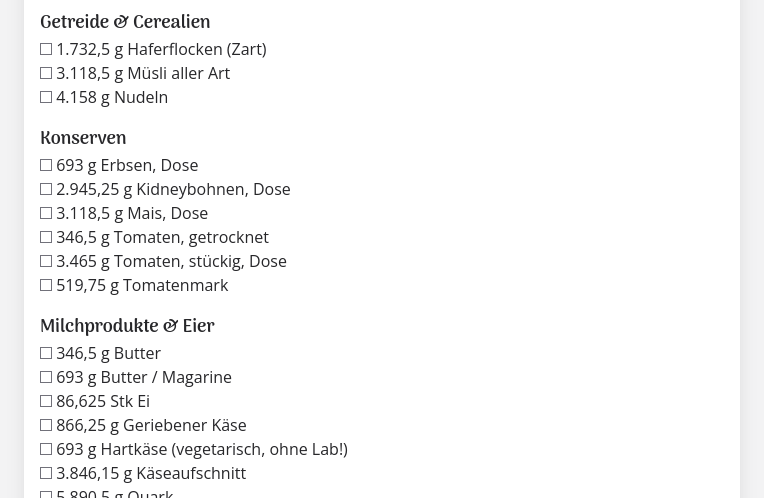 Getreide & Cerealien
1.732,5 g Haferflocken (Zart)
3.118,5 g Müsli aller Art
4.158 g Nudeln
Konserven
693 g Erbsen, Dose
2.945,25 g Kidneybohnen, Dose
3.118,5 g Mais, Dose
346,5 g Tomaten, getrocknet
3.465 g Tomaten, stückig, Dose
519,75 g Tomatenmark
Milchprodukte & Eier
346,5 g Butter
693 g Butter / Magarine
86,625 Stk Ei
866,25 g Geriebener Käse
693 g Hartkäse (vegetarisch, ohne Lab!)
3.846,15 g Käseaufschnitt
5.890,5 g Quark